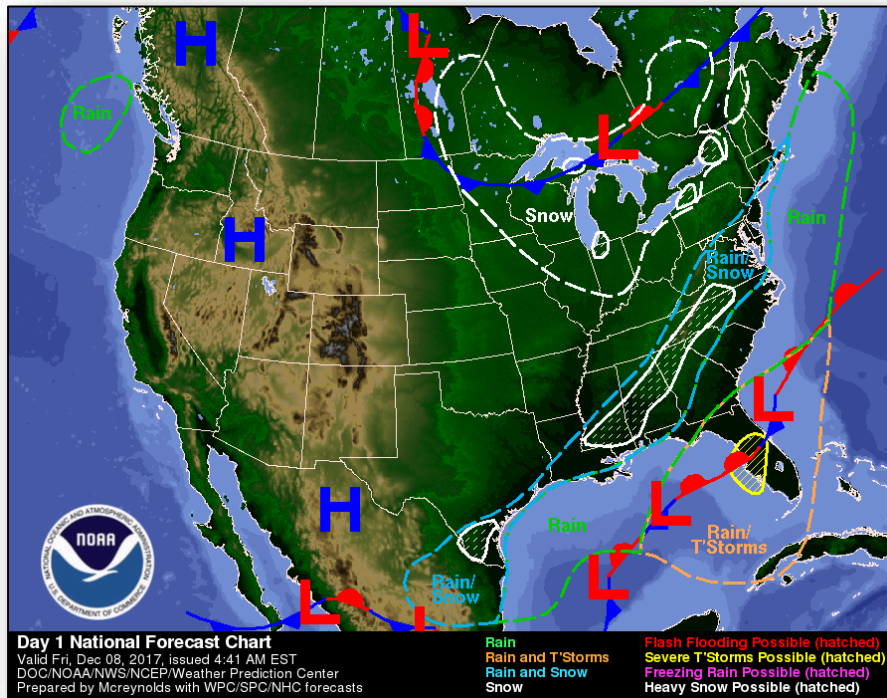 H
L
L
Rain
H
Snow
Rain
Rain/
Snow
L
H
L
Rain
Rain/
T'Storms
L
Rain/
Snow
L
L
NOAA
NATIONAL OCEANIC AND ATMOSPHERIC ADMINISTRATION
U.S. DEPARTMENT OF COMMERCE
Day 1 National Forecast Chart
Valid Fri, Dec 08, 2017, issued 4:41 AM EST
DOC/NOAA/NWS/NCEP/Weather Prediction Center
Prepared by Mcreynolds with WPC/SPC/NHC forecasts
Rain
Rain and T'Storms
Rain and Snow
Snow
Flash Flooding Possible (hatched)
Severe T'Storms Possible (hatched)
Freezing Rain Possible (hatched)
Heavy Snow Possible (hatched)